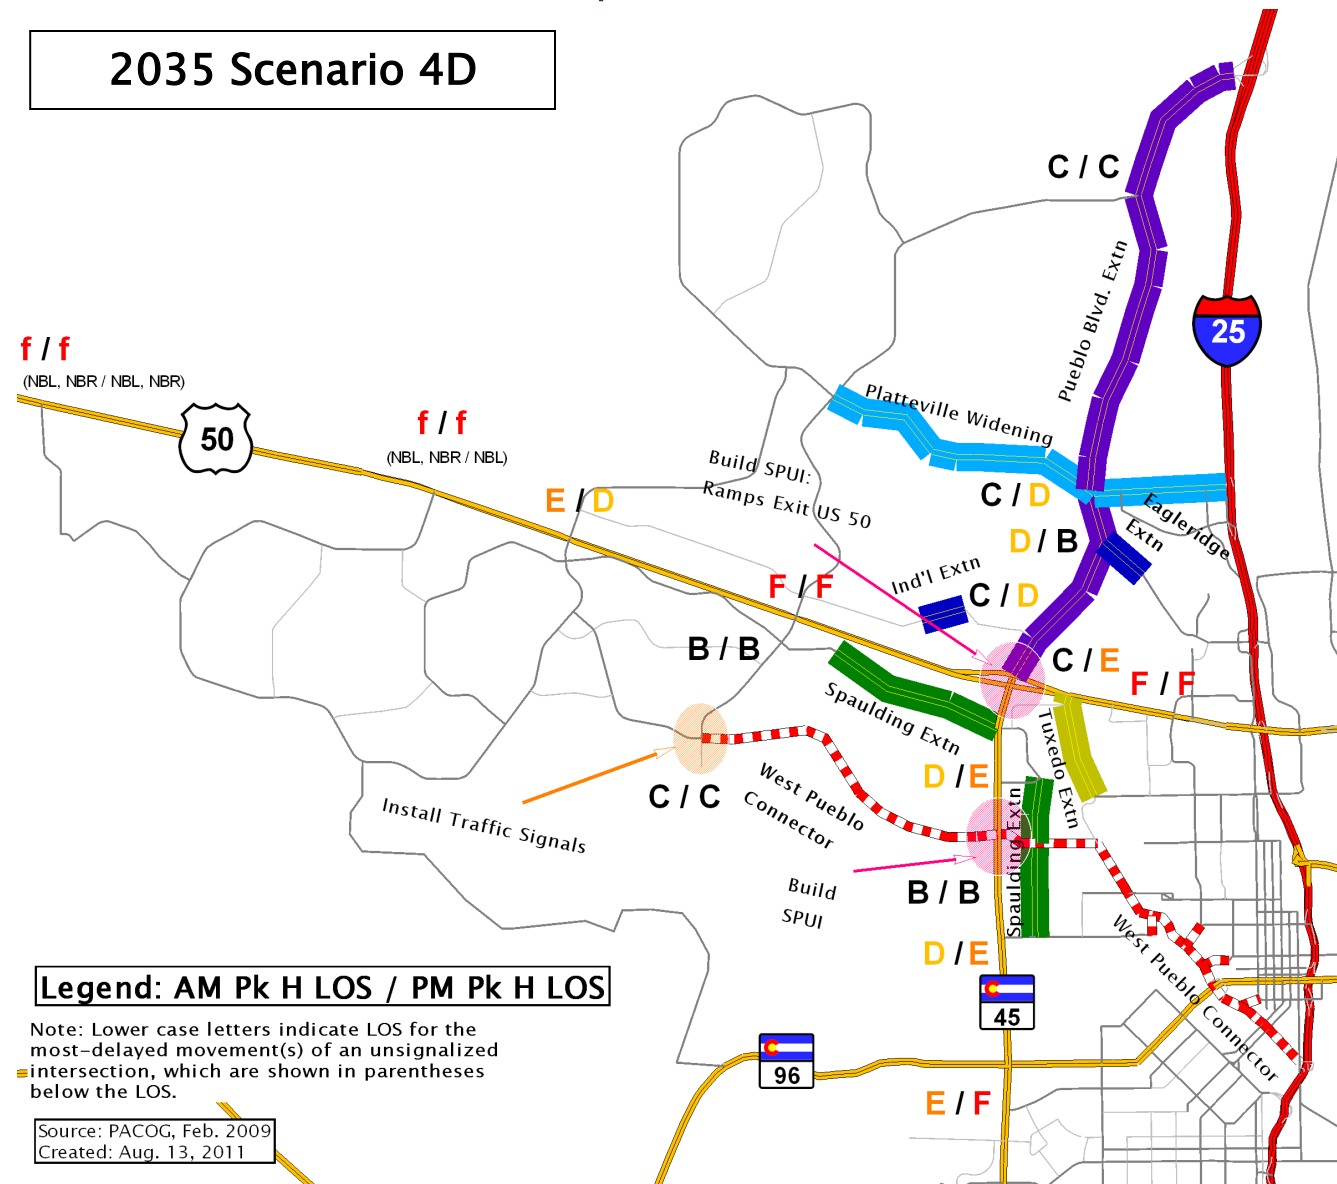 2035 Scenario 4D
C / C
Pueblo Blvd. Extn
25
f / f
(NBL, NBR / NBL, NBR)
50
f / f
(NBL, NBR / NBL)
Platteville Widening
Build SPUI:
Ramps Exit US 50
E / D
C / D
Eagleridge
Extn
D / B
Ind'l Extn
F / F
C / D
B / B
C / E
F / F
Spaulding Extn
Tuxedo Extn
D / E
West Pueblo
Connector
C / C
Install Traffic Signals
Spaulding Extn
Build
SPUI
B / B
West Pueblo Connector
D / E
45
96
E / F
Legend: AM Pk H LOS / PM Pk H LOS
Note: Lower case letters indicate LOS for the
most-delayed movement(s) of an unsignalized
intersection, which are shown in parentheses
below the LOS.
Source: PACOG, Feb. 2009
Created: Aug. 13, 2011